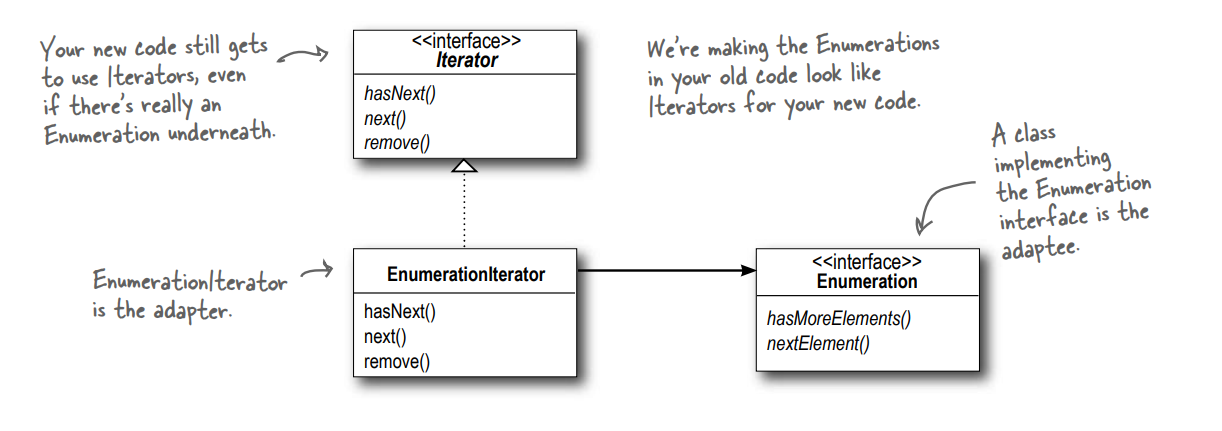 Your new code still gets
to use Iterators, even
if there's really an
Enumeration underneath.
<<interface>>
Iterator
hasNext()
next()
remove()
We're making the Enumerations
in your old code look like
Iterators for your new code.
A class
implementing
the Enumeration
interface is the
adaptee.
EnumerationIterator
is the adapter.
EnumerationIterator
hasNext()
next()
remove()
<<interface>>
Enumeration
hasMoreElements()
nextElement()